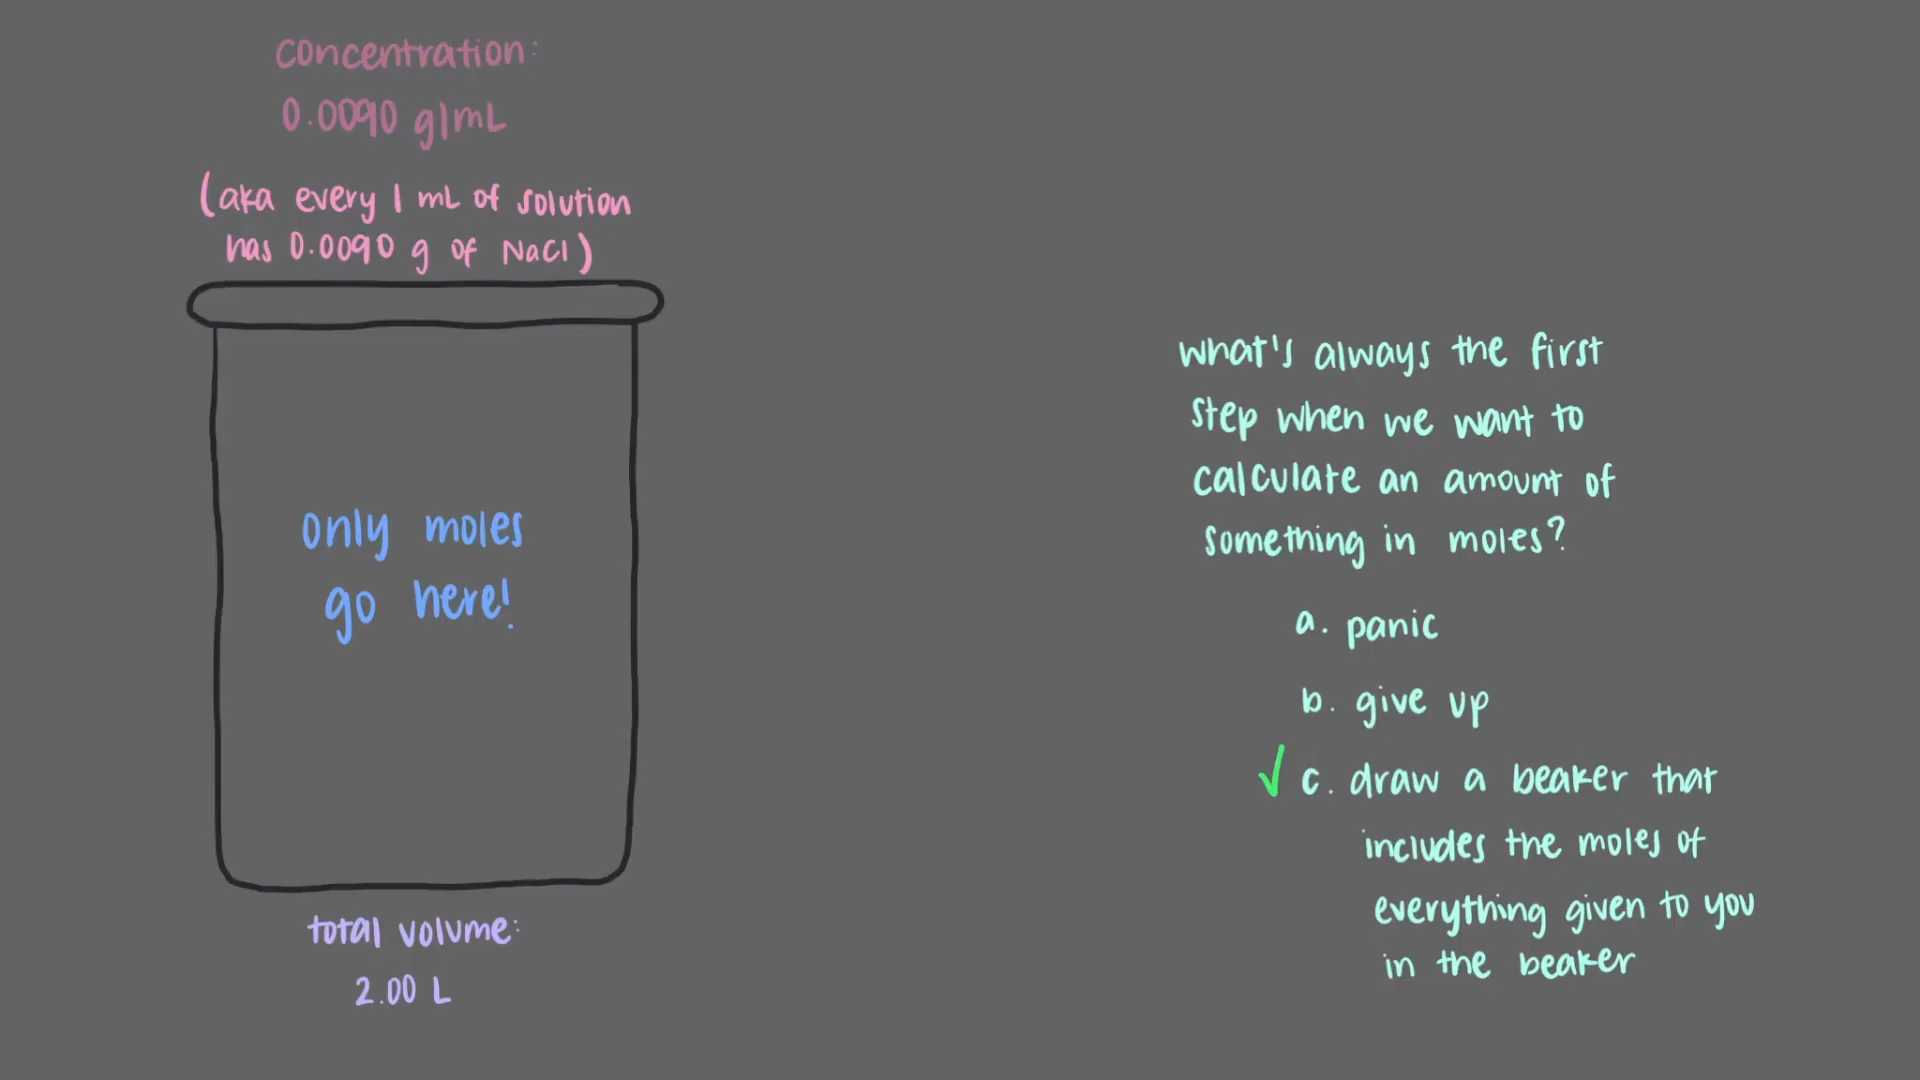 concentration:
0.0090 g/mL
(aka every 1 mL of solution
has 0.0090 g of NaCl)
only moles
go here!
total volume:
2.00 L
what's always the first
step when we want to
calculate an amount of
something in moles?
a. panic
b. give up
✓ c. draw a beaker that
includes the moles of
everything given to you
in the beaker